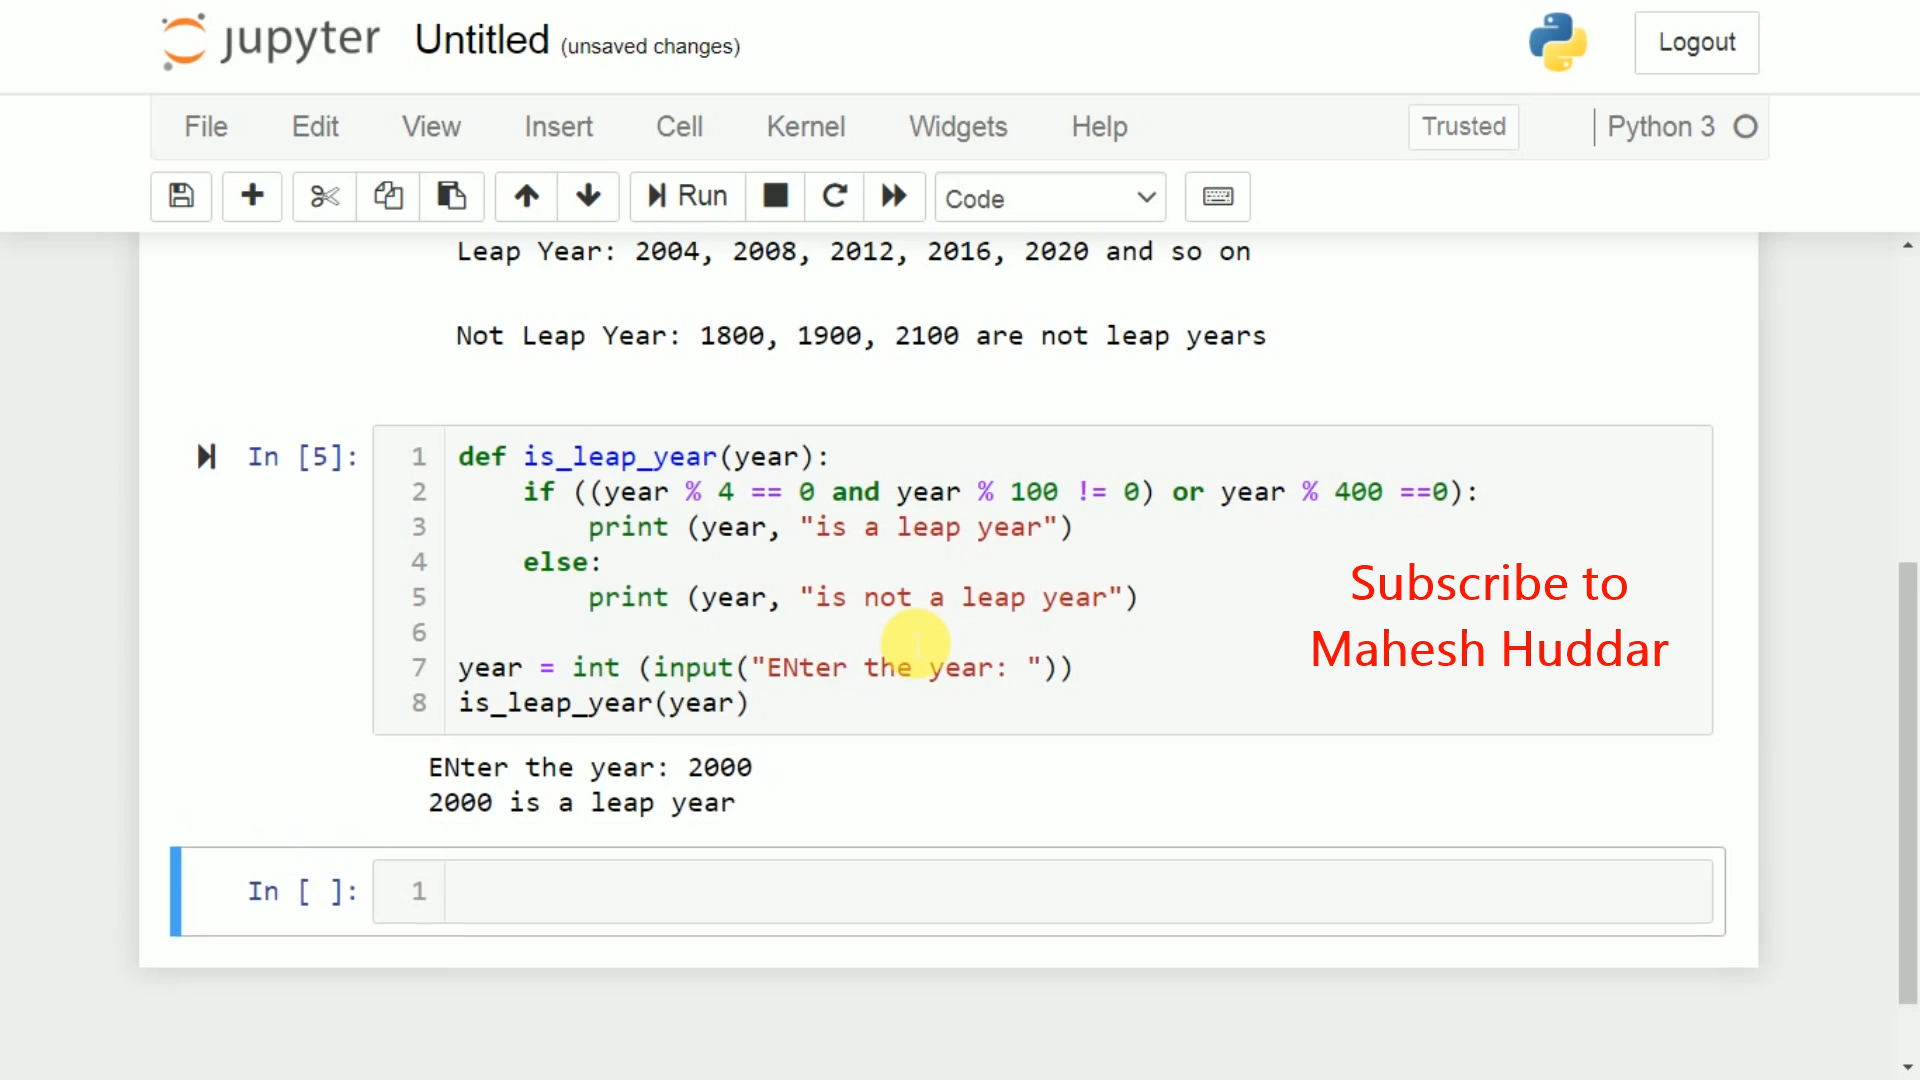 jupyter Untitled (unsaved changes) Logout
File Edit View Insert Cell Kernel Widgets Help Trusted Python 3
Run Code
Leap Year: 2004, 2008, 2012, 2016, 2020 and so on
Not Leap Year: 1800, 1900, 2100 are not leap years
In [5]:
1 def is_leap_year(year):
2 if ((year % 4 == 0 and year % 100 != 0) or year % 400 ==0):
3 print (year, "is a leap year")
4 else:
5 print (year, "is not a leap year")
6
7 year = int (input("ENter the year: "))
8 is_leap_year(year)
Subscribe to
Mahesh Huddar
ENter the year: 2000
2000 is a leap year
In [ ]: 1